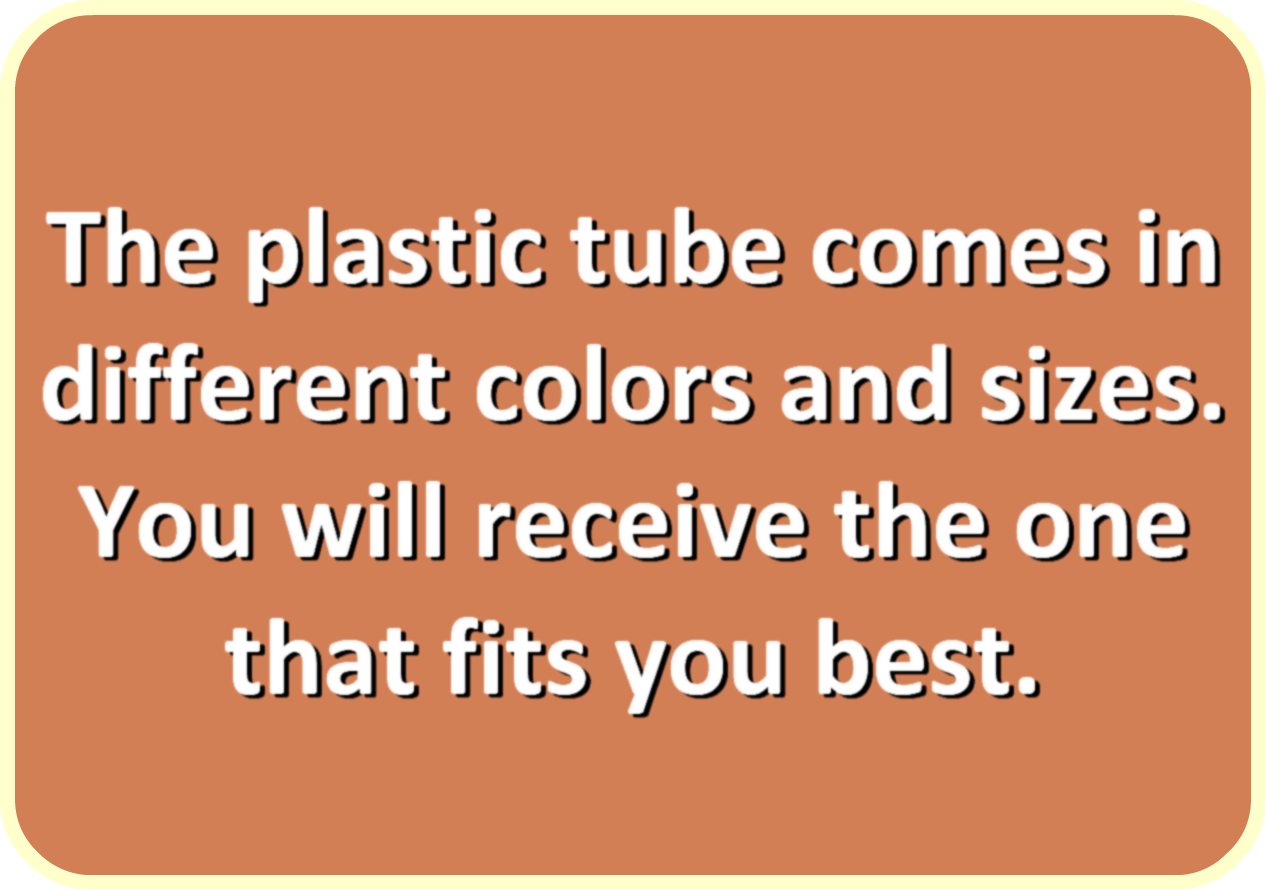 The plastic tube comes in
different colors and sizes.
You will receive the one
that fits you best.